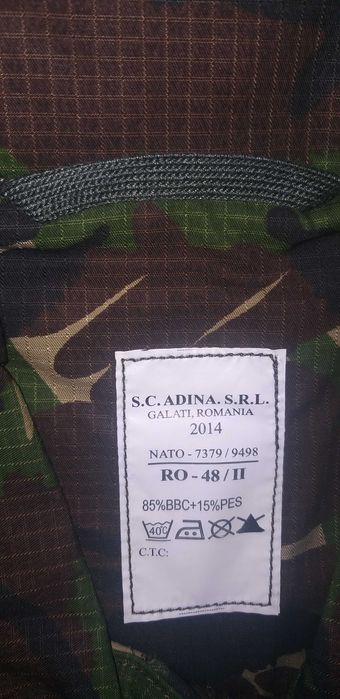 S.C. ADINA. S.R.L.
GALATI, ROMANIA
2014
NATO - 7379 / 9498
RO - 48 / II
85%BBC+15%PES
40°C
C.T.C: